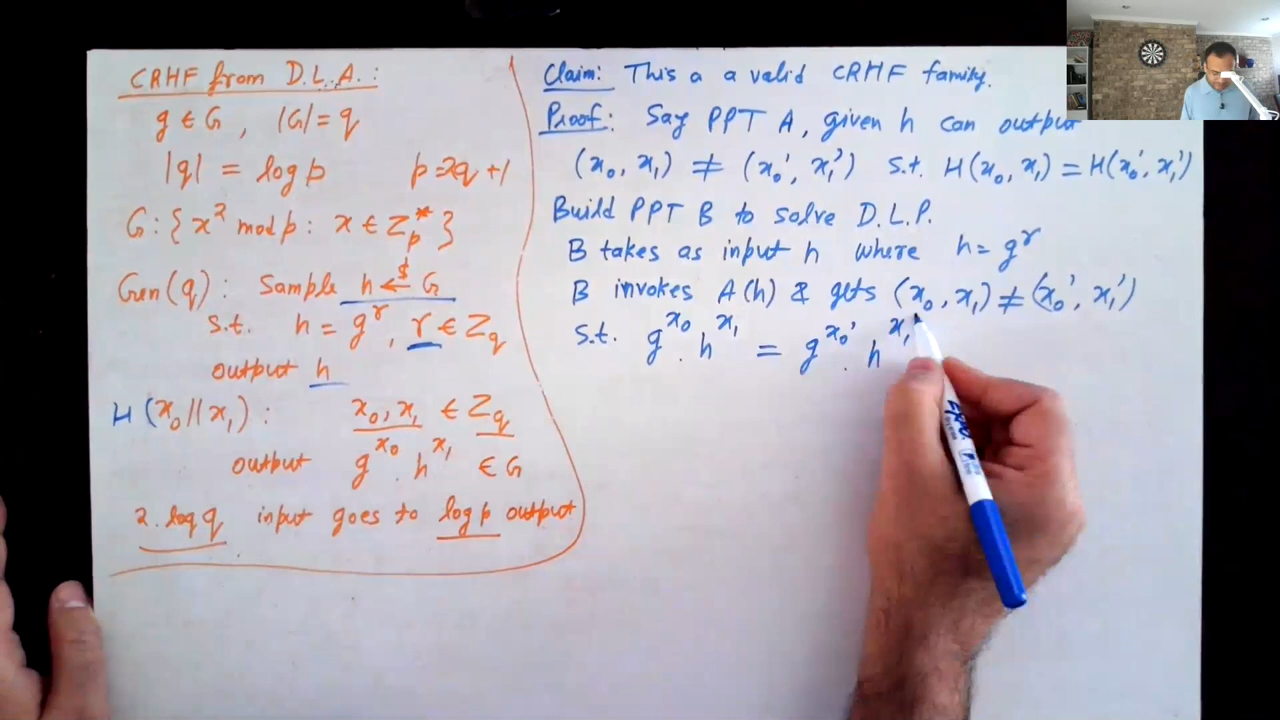 CRHF from D.L.A.:
g ∈ G, |G| = q
|q| = log p p=2q+1
G: {x² mod p : x ∈ Z_p^*}
Gen(q): Sample h ←$ G
s.t. h = g^r, r ∈ Z_q
output h
H(x₀||x₁): x₀, x₁ ∈ Z_q
output g^x₀ . h^x₁ ∈ G
2. log q input goes to log p output
Claim: This a a valid CRHF family.
Proof: Say PPT A, given h can output
(x₀, x₁) ≠ (x₀', x₁') s.t. H(x₀, x₁) = H(x₀', x₁')
Build PPT B to solve D.L.P.
B takes as input h where h = g^r
B invokes A(h) & gets (x₀, x₁) ≠ (x₀', x₁')
s.t. g^x₀ . h^x₁ = g^x₀' . h^x₁